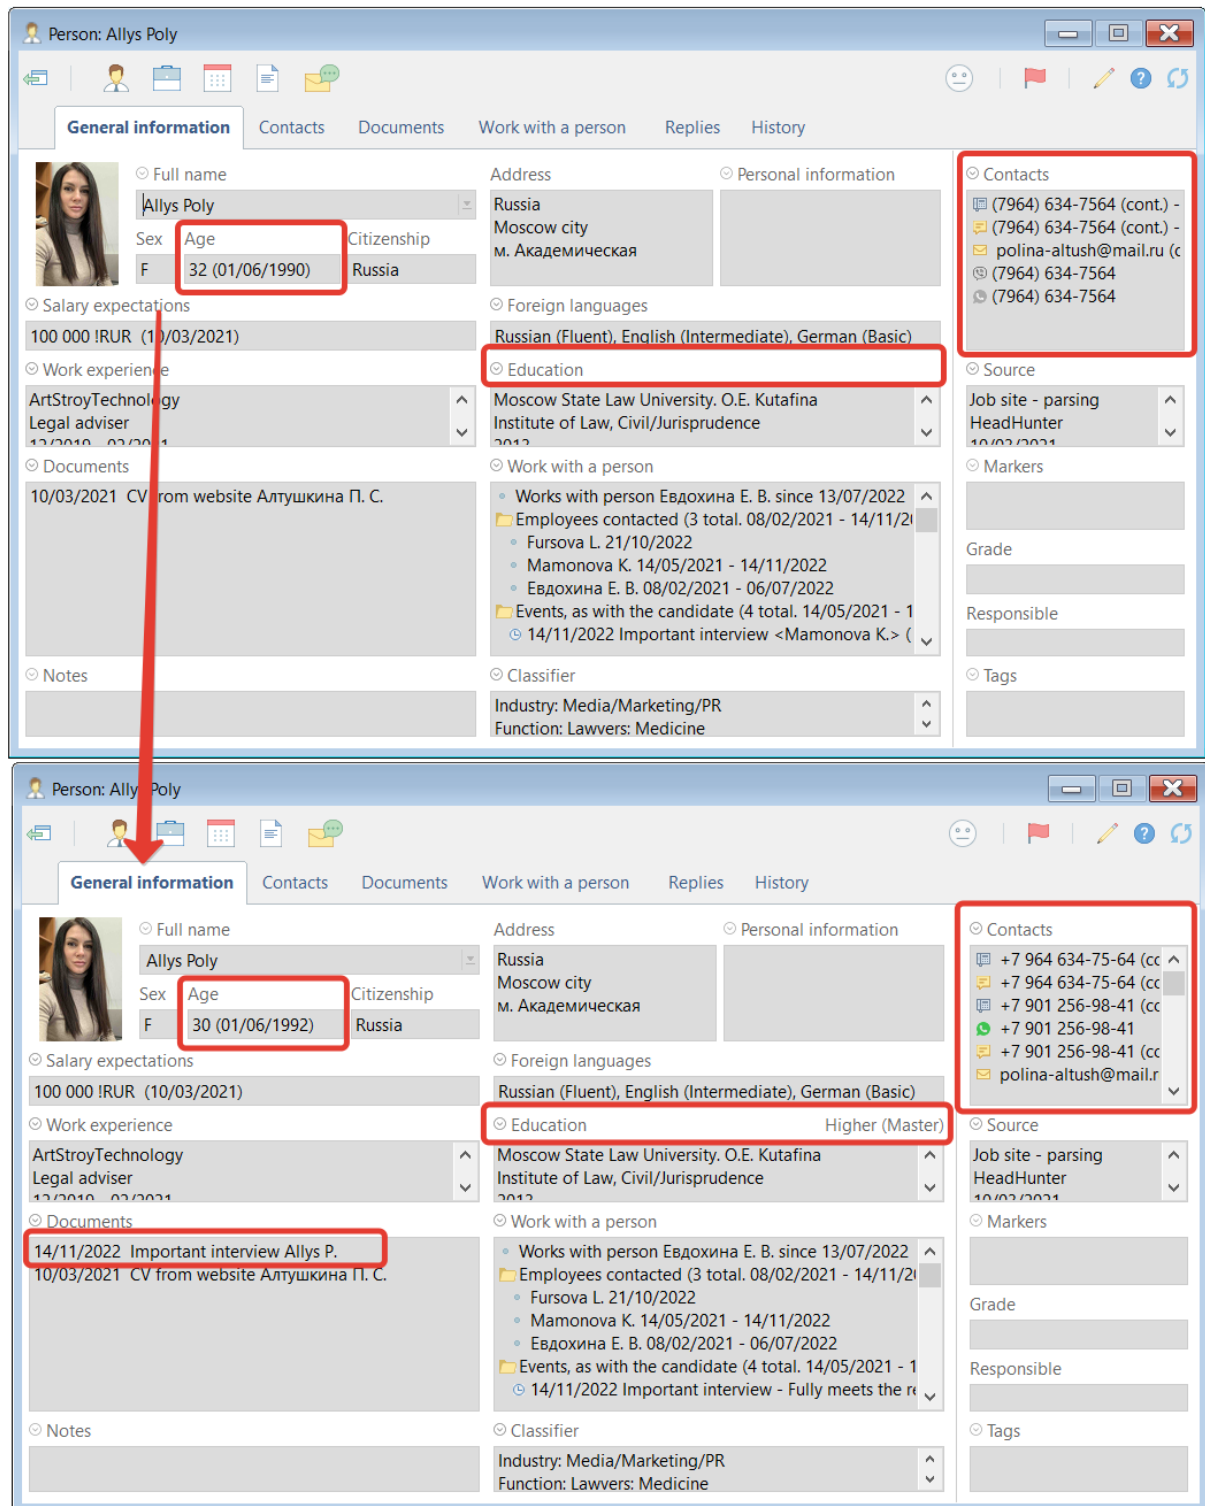 Person: Allys Poly
General information Contacts Documents Work with a person Replies History
Full name
Allys Poly
Sex Age Citizenship
F 32 (01/06/1990) Russia
Address
Russia
Moscow city
м. Академическая
Personal information
Contacts
(7964) 634-7564 (cont.) -
(7964) 634-7564 (cont.) -
polina-altush@mail.ru (c
(7964) 634-7564
(7964) 634-7564
Salary expectations
100 000 !RUR (10/03/2021)
Foreign languages
Russian (Fluent), English (Intermediate), German (Basic)
Work experience
ArtStroyTechnology
Legal adviser
12/2019 - 02/2021
Education
Moscow State Law University. O.E. Kutafina
Institute of Law, Civil/Jurisprudence
2013
Source
Job site - parsing
HeadHunter
10/03/2021
Documents
10/03/2021 CV from website Алтушкина П. С.
Work with a person
Works with person Евдохина Е. В. since 13/07/2022
Employees contacted (3 total. 08/02/2021 - 14/11/2
Fursova L. 21/10/2022
Mamonova K. 14/05/2021 - 14/11/2022
Евдохина Е. В. 08/02/2021 - 06/07/2022
Events, as with the candidate (4 total. 14/05/2021 - 1
14/11/2022 Important interview <Mamonova K.> (
Markers
Grade
Responsible
Notes
Classifier
Industry: Media/Marketing/PR
Function: Lawyers: Medicine
Tags
Person: Allys Poly
General information Contacts Documents Work with a person Replies History
Full name
Allys Poly
Sex Age Citizenship
F 30 (01/06/1992) Russia
Address
Russia
Moscow city
м. Академическая
Personal information
Contacts
+7 964 634-75-64 (cc
+7 964 634-75-64 (cc
+7 901 256-98-41 (cc
+7 901 256-98-41
+7 901 256-98-41 (cc
polina-altush@mail.r
Salary expectations
100 000 !RUR (10/03/2021)
Foreign languages
Russian (Fluent), English (Intermediate), German (Basic)
Work experience
ArtStroyTechnology
Legal adviser
12/2019 - 02/2021
Education Higher (Master)
Moscow State Law University. O.E. Kutafina
Institute of Law, Civil/Jurisprudence
2013
Source
Job site - parsing
HeadHunter
10/03/2021
Documents
14/11/2022 Important interview Allys P.
10/03/2021 CV from website Алтушкина П. С.
Work with a person
Works with person Евдохина Е. В. since 13/07/2022
Employees contacted (3 total. 08/02/2021 - 14/11/2
Fursova L. 21/10/2022
Mamonova K. 14/05/2021 - 14/11/2022
Евдохина Е. В. 08/02/2021 - 06/07/2022
Events, as with the candidate (4 total. 14/05/2021 - 1
14/11/2022 Important interview - Fully meets the re
Markers
Grade
Responsible
Notes
Classifier
Industry: Media/Marketing/PR
Function: Lawyers: Medicine
Tags